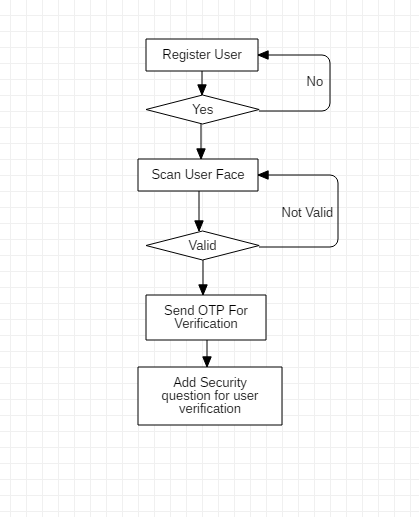 Register User
No
Yes
Scan User Face
Not Valid
Valid
Send OTP For
Verification
Add Security
question for user
verification